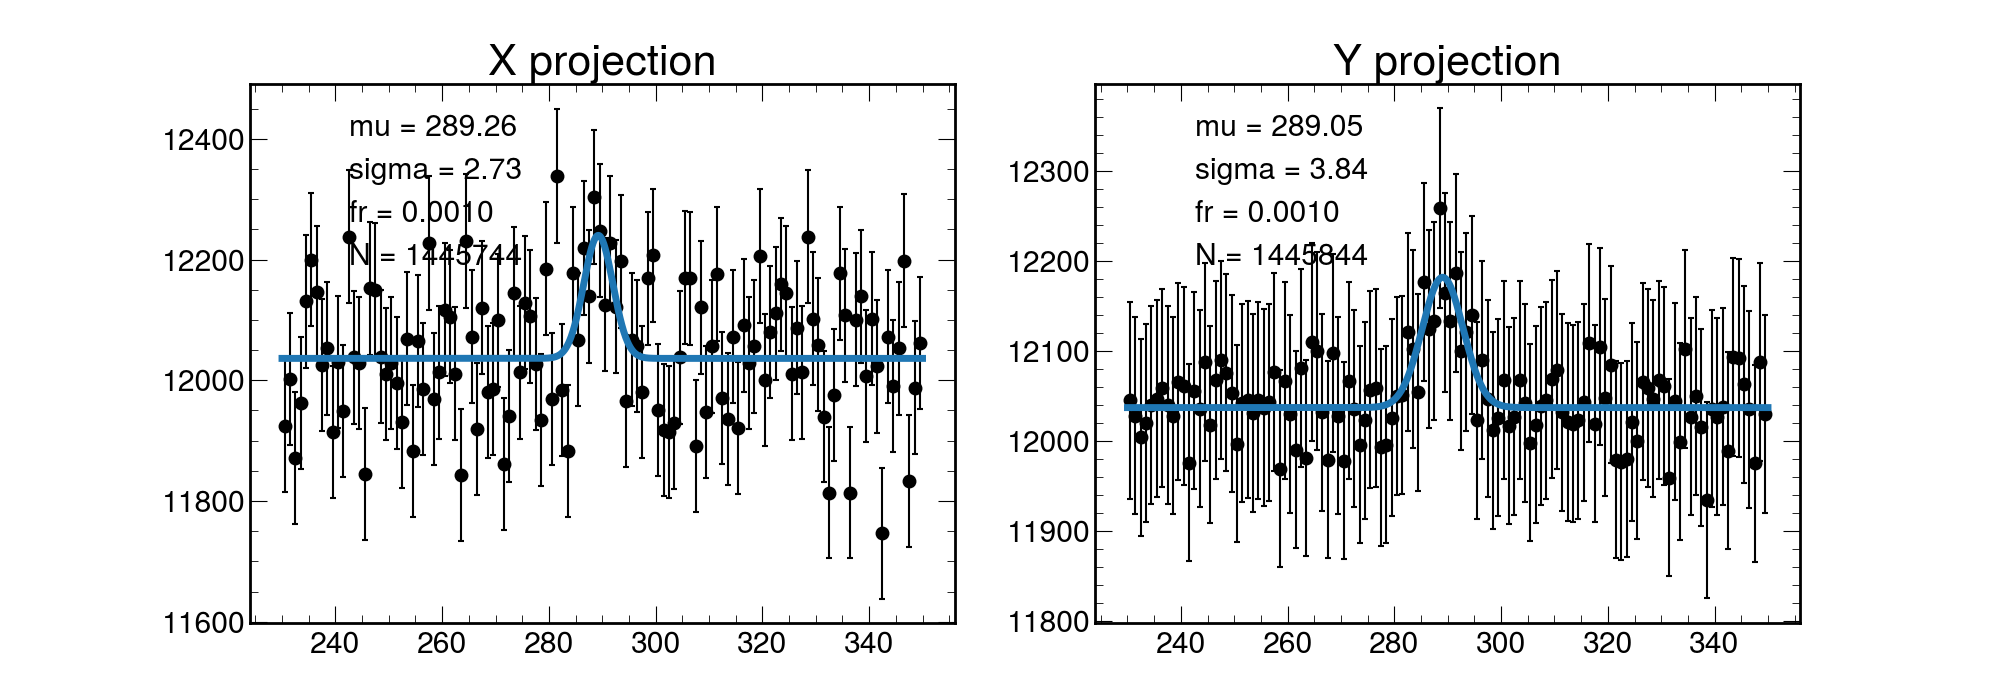 X projection
mu = 289.26
sigma = 2.73
fr = 0.0010
N = 1445744
12400
12200
12000
11800
11600
240 260 280 300 320 340
Y projection
mu = 289.05
sigma = 3.84
fr = 0.0010
N = 1445844
12300
12200
12100
12000
11900
11800
240 260 280 300 320 340